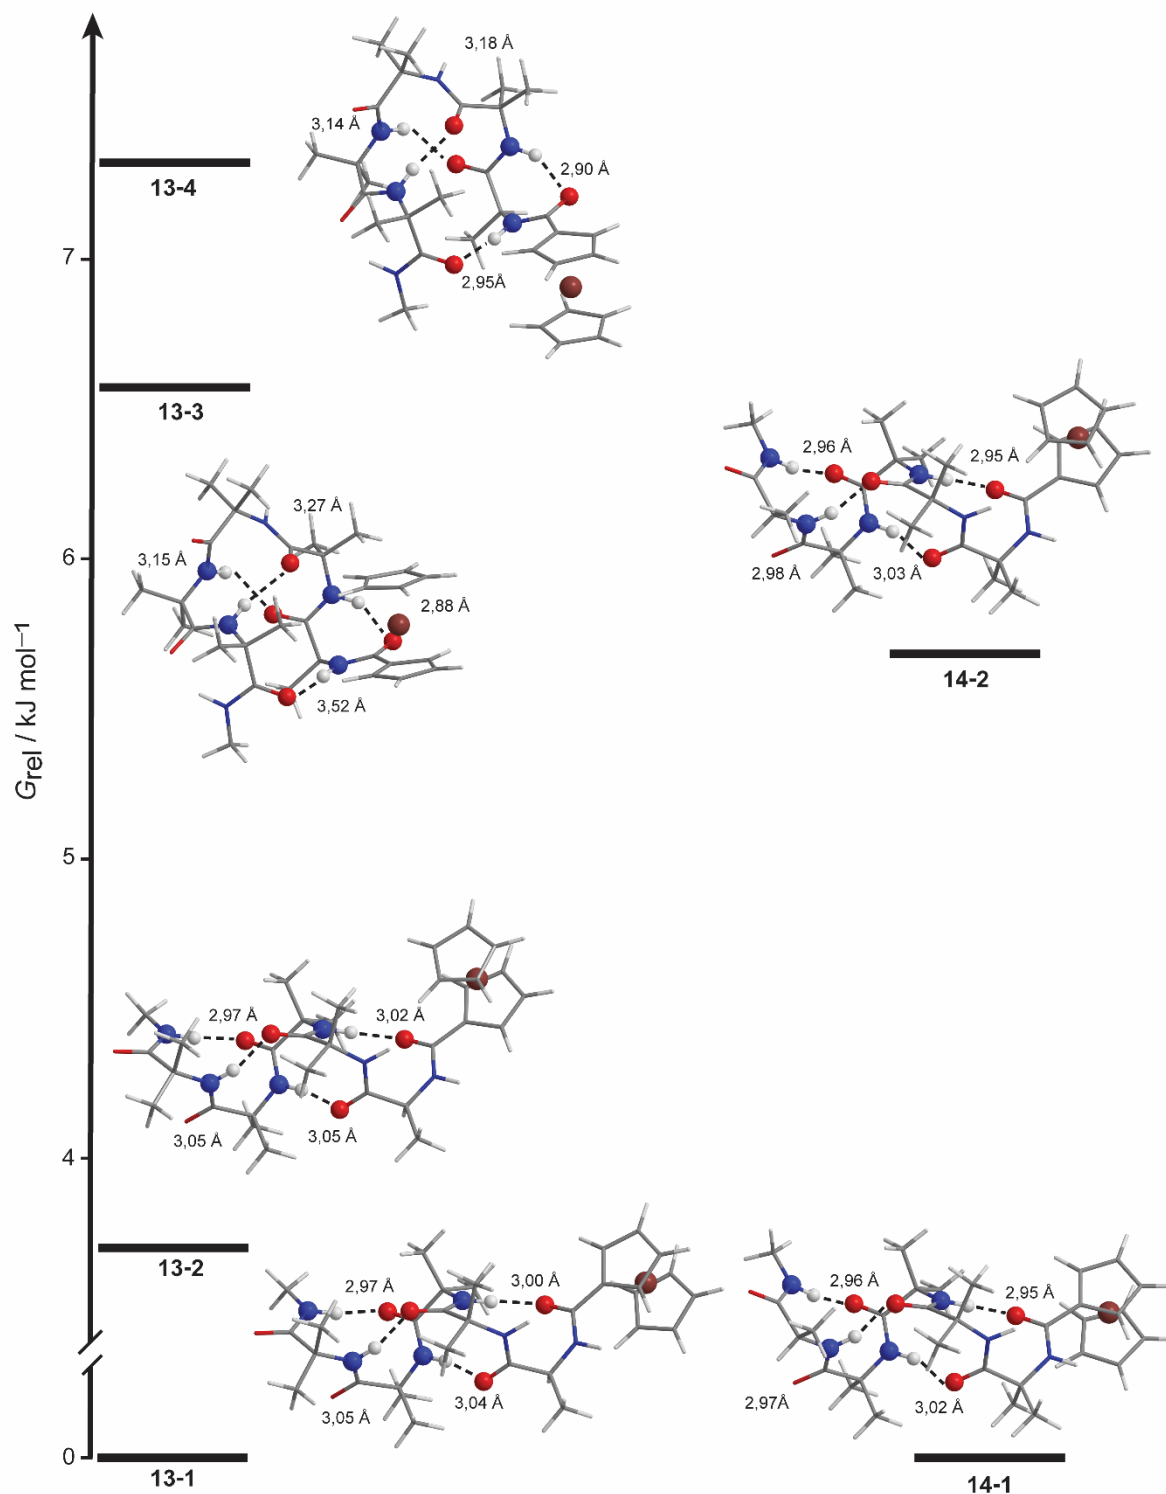 3,18 Å
3,14 Å
13-4
2,90 Å
7
2,95Å
13-3
2,96 Å
2,95 Å
3,27 Å
6
3,15 Å
2,98 Å
3,03 Å
2,88 Å
14-2
3,52 Å
Grel / kJ mol–1
5
2,97 Å
3,02 Å
3,05 Å
3,05 Å
4
13-2
2,97 Å
3,00 Å
2,96 Å
2,95 Å
3,05 Å
3,04 Å
2,97Å
3,02 Å
0
13-1
14-1